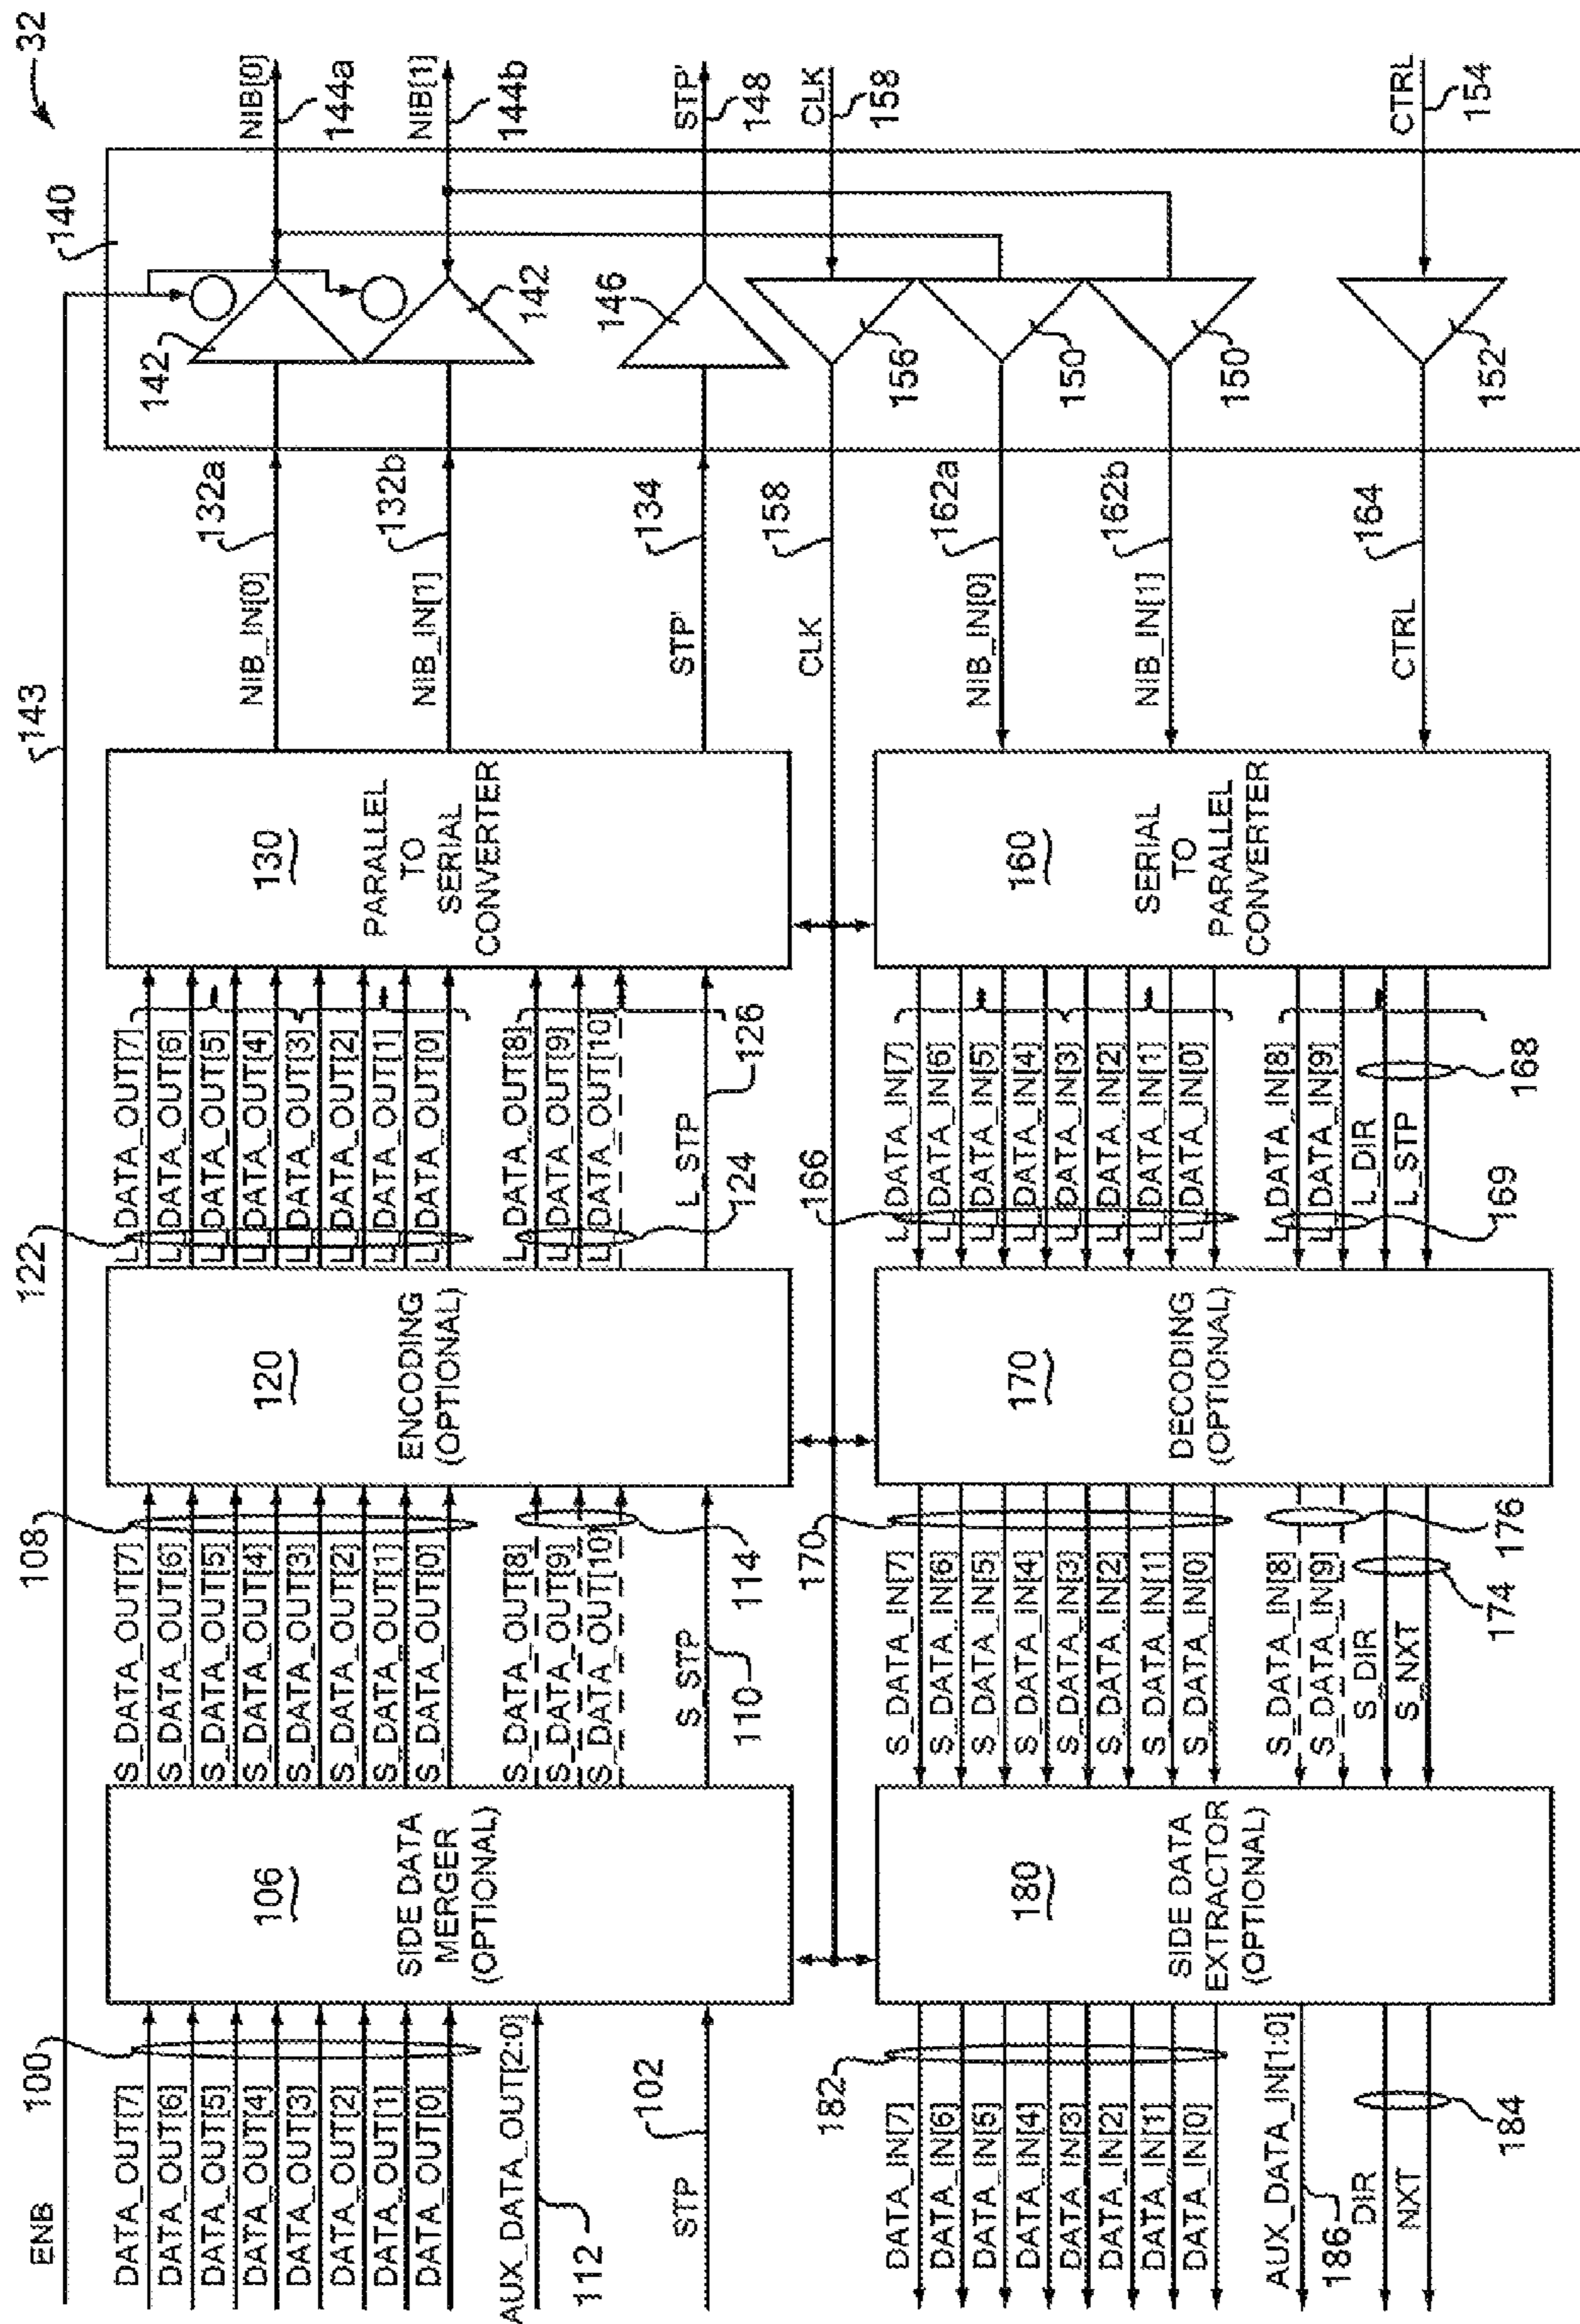 32
ENB
143
100
DATA_OUT[7]
DATA_OUT[6]
DATA_OUT[5]
DATA_OUT[4]
DATA_OUT[3]
DATA_OUT[2]
DATA_OUT[1]
DATA_OUT[0]
AUX_DATA_OUT[2:0]
112
STP
102
106
SIDE DATA
MERGER
(OPTIONAL)
108
S_DATA_OUT[7]
S_DATA_OUT[6]
S_DATA_OUT[5]
S_DATA_OUT[4]
S_DATA_OUT[3]
S_DATA_OUT[2]
S_DATA_OUT[1]
S_DATA_OUT[0]
S_DATA_OUT[8]
S_DATA_OUT[9]
S_DATA_OUT[10]
114
S_STP
110
120
ENCODING
(OPTIONAL)
122
L_DATA_OUT[7]
L_DATA_OUT[6]
L_DATA_OUT[5]
L_DATA_OUT[4]
L_DATA_OUT[3]
L_DATA_OUT[2]
L_DATA_OUT[1]
L_DATA_OUT[0]
L_DATA_OUT[8]
L_DATA_OUT[9]
L_DATA_OUT[10]
124
L_STP
126
130
PARALLEL
TO
SERIAL
CONVERTER
NIB_IN[0]
132a
NIB_IN[1]
132b
STP'
134
CLK
158
140
142
142
146
156
150
150
152
NIB[0]
144a
NIB[1]
144b
STP'
148
CLK
158
CTRL
154
NIB_IN[0]
162a
NIB_IN[1]
162b
CTRL
164
160
SERIAL
TO
PARALLEL
CONVERTER
166
L_DATA_IN[7]
L_DATA_IN[6]
L_DATA_IN[5]
L_DATA_IN[4]
L_DATA_IN[3]
L_DATA_IN[2]
L_DATA_IN[1]
L_DATA_IN[0]
L_DATA_IN[8]
L_DATA_IN[9]
L_DIR
L_STP
168
169
170
DECODING
(OPTIONAL)
170
S_DATA_IN[7]
S_DATA_IN[6]
S_DATA_IN[5]
S_DATA_IN[4]
S_DATA_IN[3]
S_DATA_IN[2]
S_DATA_IN[1]
S_DATA_IN[0]
S_DATA_IN[8]
S_DATA_IN[9]
S_DIR
S_NXT
176
174
180
SIDE DATA
EXTRACTOR
(OPTIONAL)
182
DATA_IN[7]
DATA_IN[6]
DATA_IN[5]
DATA_IN[4]
DATA_IN[3]
DATA_IN[2]
DATA_IN[1]
DATA_IN[0]
AUX_DATA_IN[1:0]
186
DIR
NXT
184